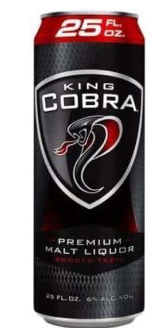 25 FL. OZ.
KING
COBRA
PREMIUM
MALT LIQUOR
SMOOTH TASTE
25 FL.OZ. 6% ALC./VOL.